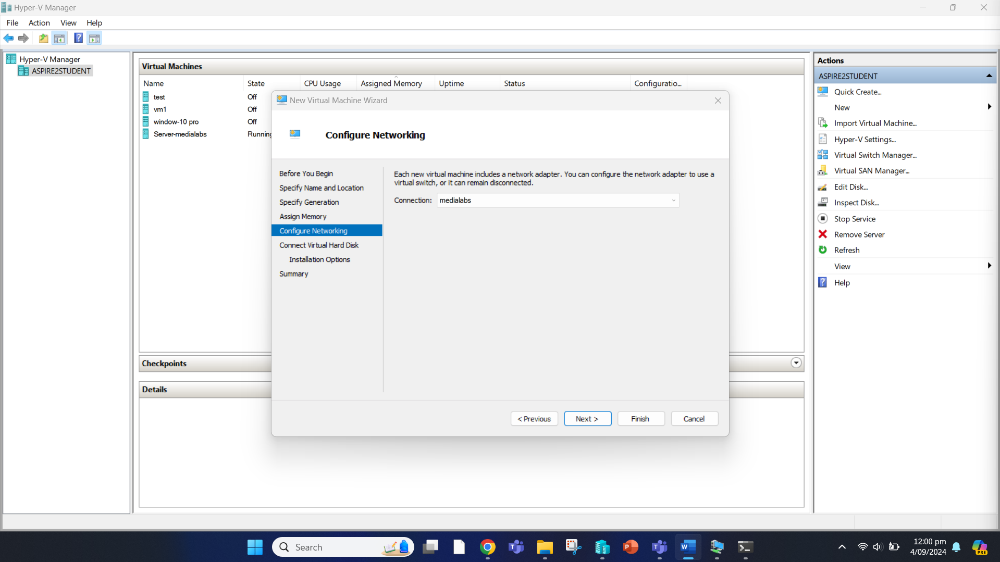 Hyper-V Manager
File Action View Help
Hyper-V Manager
ASPIRE2STUDENT
Virtual Machines
Name State CPU Usage Assigned Memory Uptime Status Configuratio...
test Off
vm1 Off
window-10 pro Off
Server-medialabs Running
New Virtual Machine Wizard
Configure Networking
Before You Begin
Specify Name and Location
Specify Generation
Assign Memory
Configure Networking
Connect Virtual Hard Disk
Installation Options
Summary
Each new virtual machine includes a network adapter. You can configure the network adapter to use a
virtual switch, or it can remain disconnected.
Connection: medialabs
< Previous Next > Finish Cancel
Checkpoints
Details
Actions
ASPIRE2STUDENT
Quick Create...
New
Import Virtual Machine...
Hyper-V Settings...
Virtual Switch Manager...
Virtual SAN Manager...
Edit Disk...
Inspect Disk...
Stop Service
Remove Server
Refresh
View
Help
Search
12:00 pm
4/09/2024
PRE